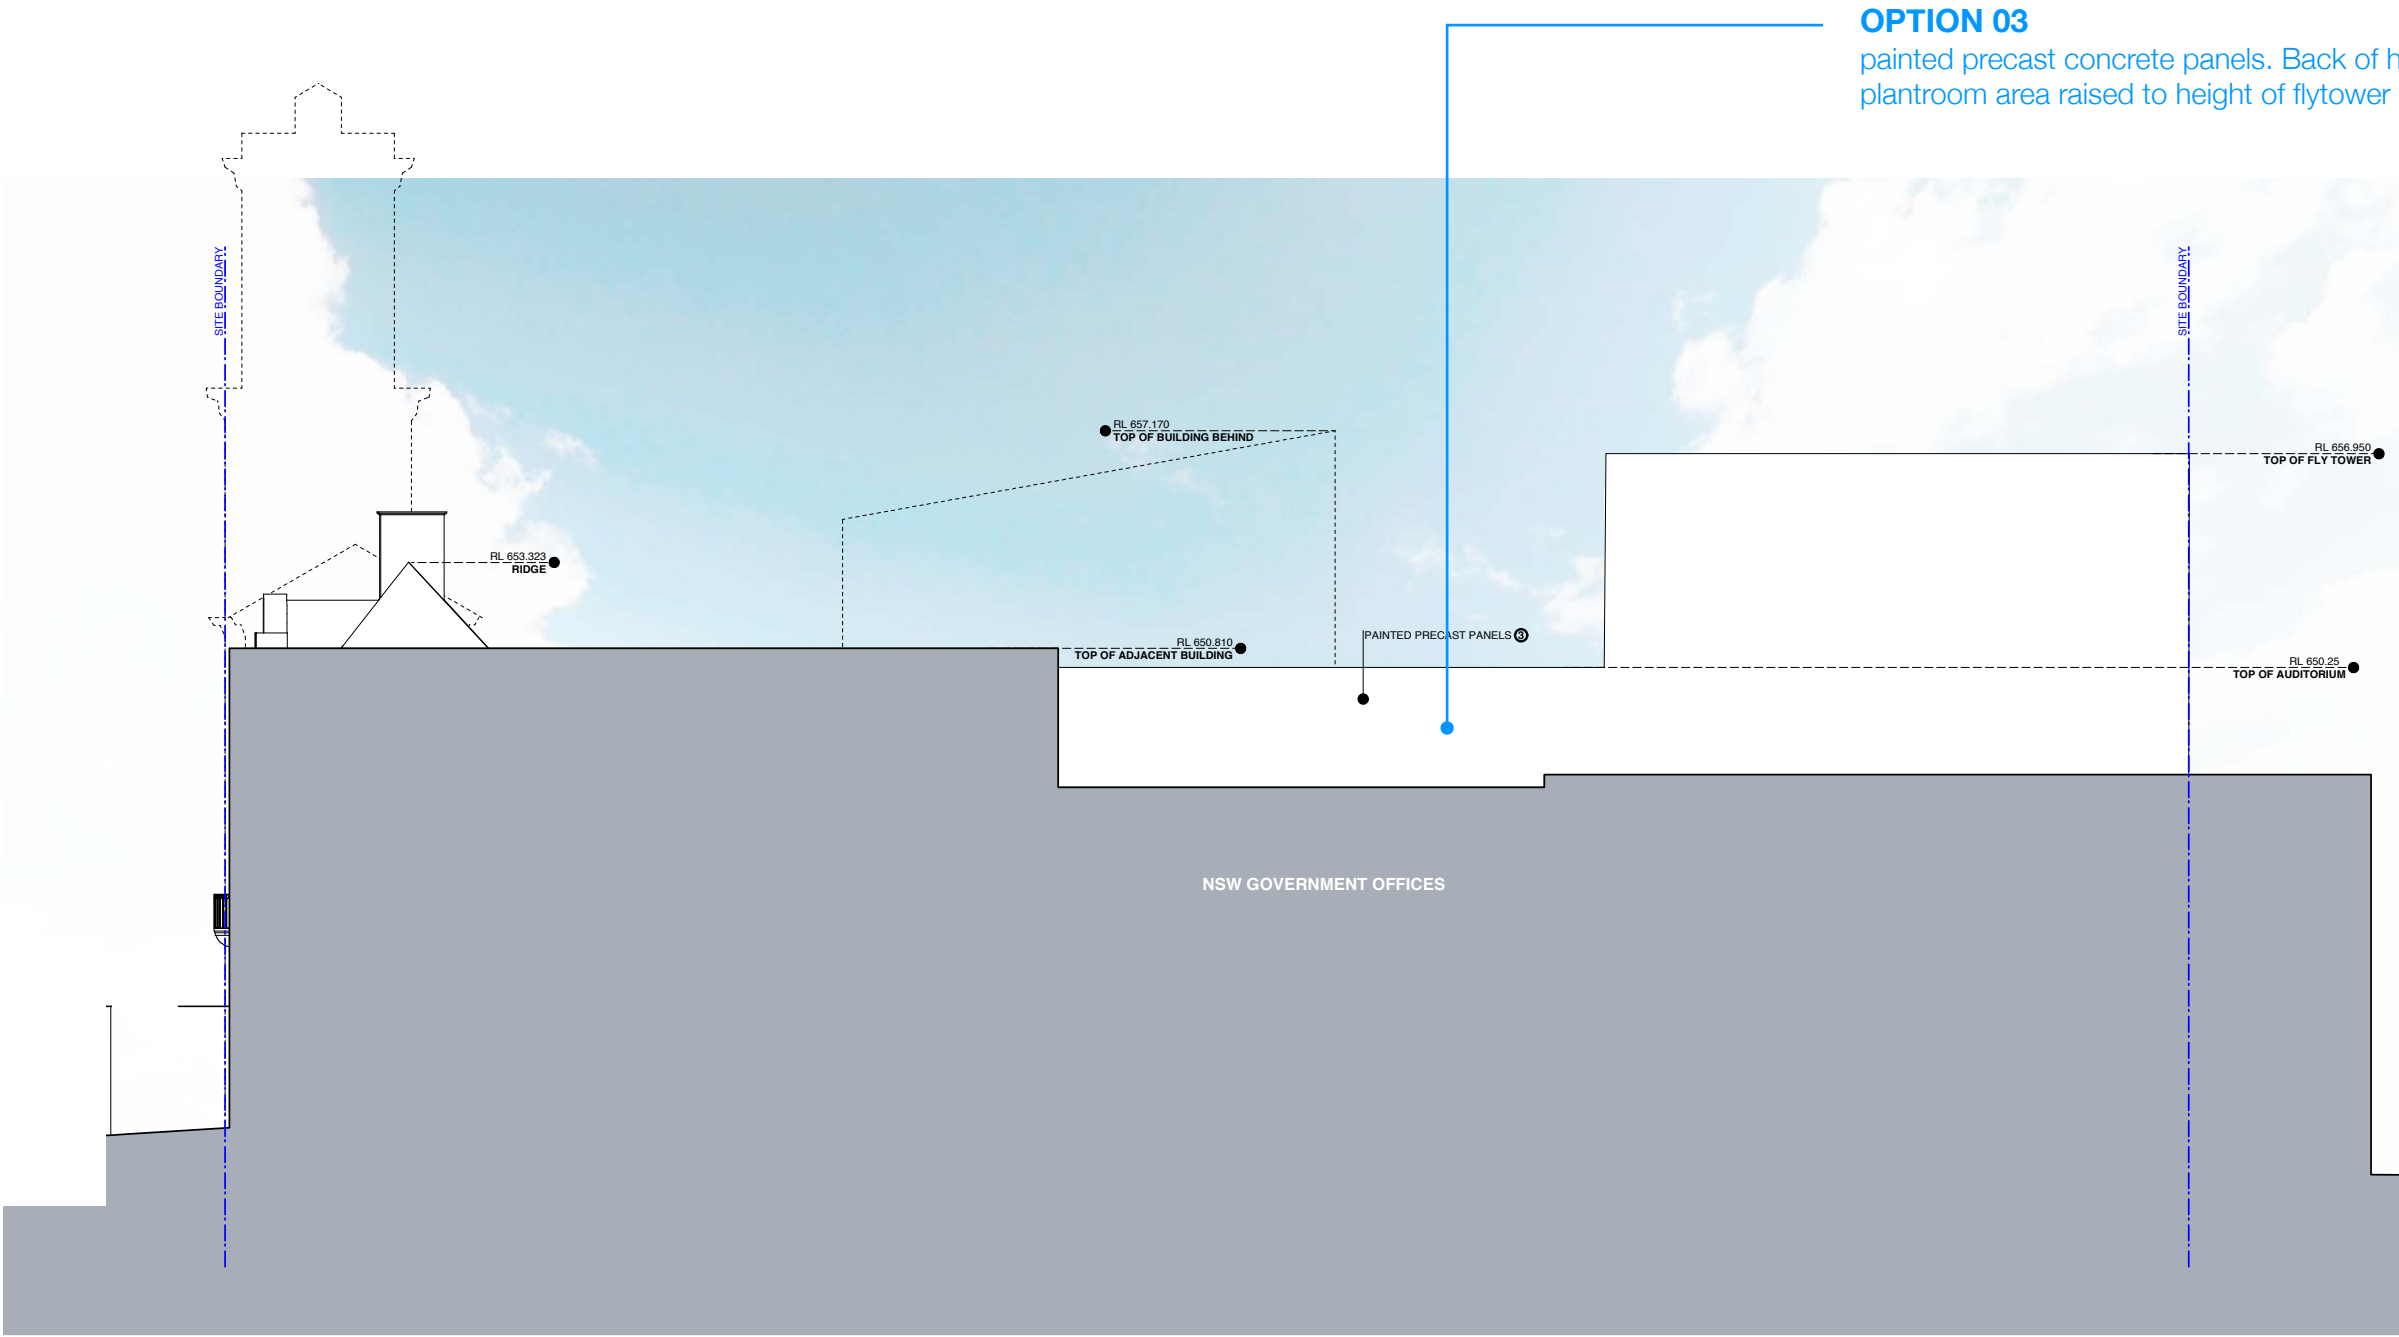 OPTION 03
painted precast concrete panels. Back of h
plantroom area raised to height of flytower
SITE BOUNDARY
SITE BOUNDARY
RL 657.170
TOP OF BUILDING BEHIND
RL 656.950
TOP OF FLY TOWER
RL 653.323
RIDGE
PAINTED PRECAST PANELS 3
RL 650.810
TOP OF ADJACENT BUILDING
RL 650.25
TOP OF AUDITORIUM
NSW GOVERNMENT OFFICES